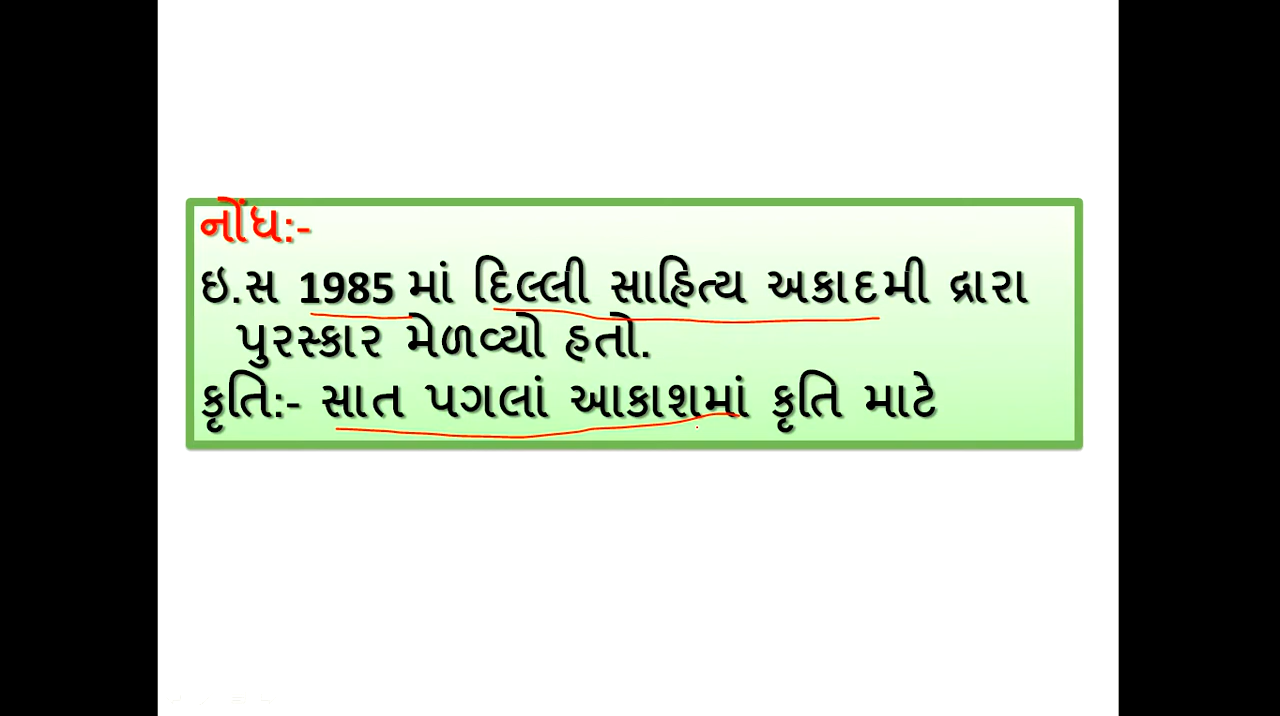 નોંધ:-
ઇ.સ 1985 માં દિલ્લી સાહિત્ય અકાદમી દ્રારા
પુરસ્કાર મેળવ્યો હતો.
કૃતિ:- સાત પગલાં આકાશમાં કૃતિ માટે